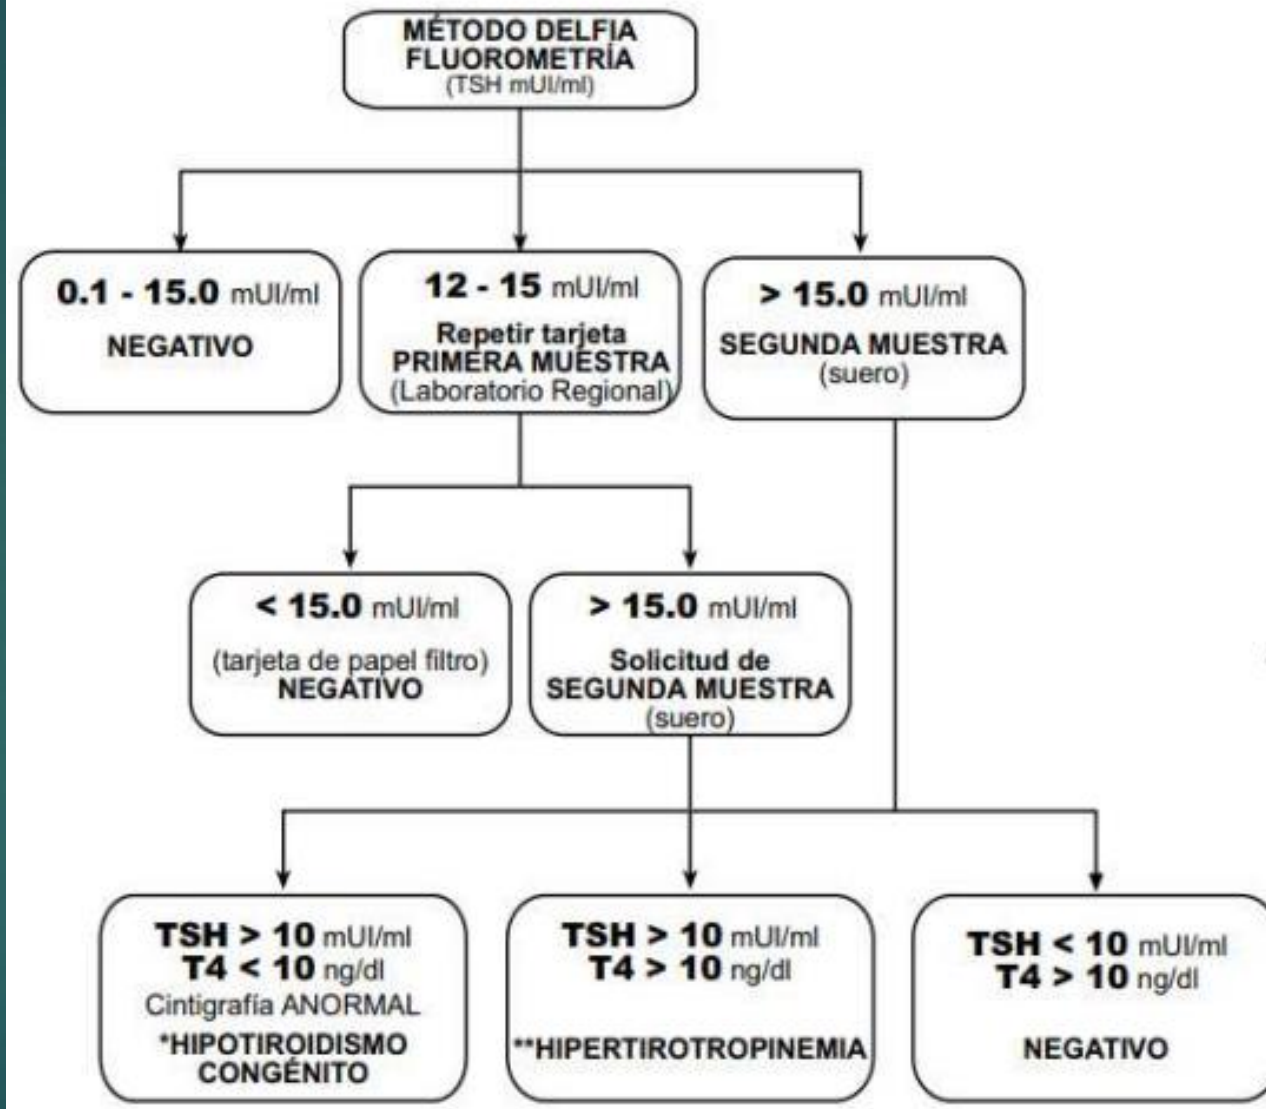 MÉTODO DELFIA
FLUOROMETRÍA
(TSH mUI/ml)
0.1 - 15.0 mUI/ml
NEGATIVO
12 - 15 mUI/ml
Repetir tarjeta
PRIMERA MUESTRA
(Laboratorio Regional)
> 15.0 mUI/ml
SEGUNDA MUESTRA
(suero)
< 15.0 mUI/ml
(tarjeta de papel filtro)
NEGATIVO
> 15.0 mUI/ml
Solicitud de
SEGUNDA MUESTRA
(suero)
TSH > 10 mUI/ml
T4 < 10 ng/dl
Cintigrafía ANORMAL
*HIPOTIROIDISMO
CONGÉNITO
TSH > 10 mUI/ml
T4 > 10 ng/dl
**HIPERTIROTROPINEMIA
TSH < 10 mUI/ml
T4 > 10 ng/dl
NEGATIVO